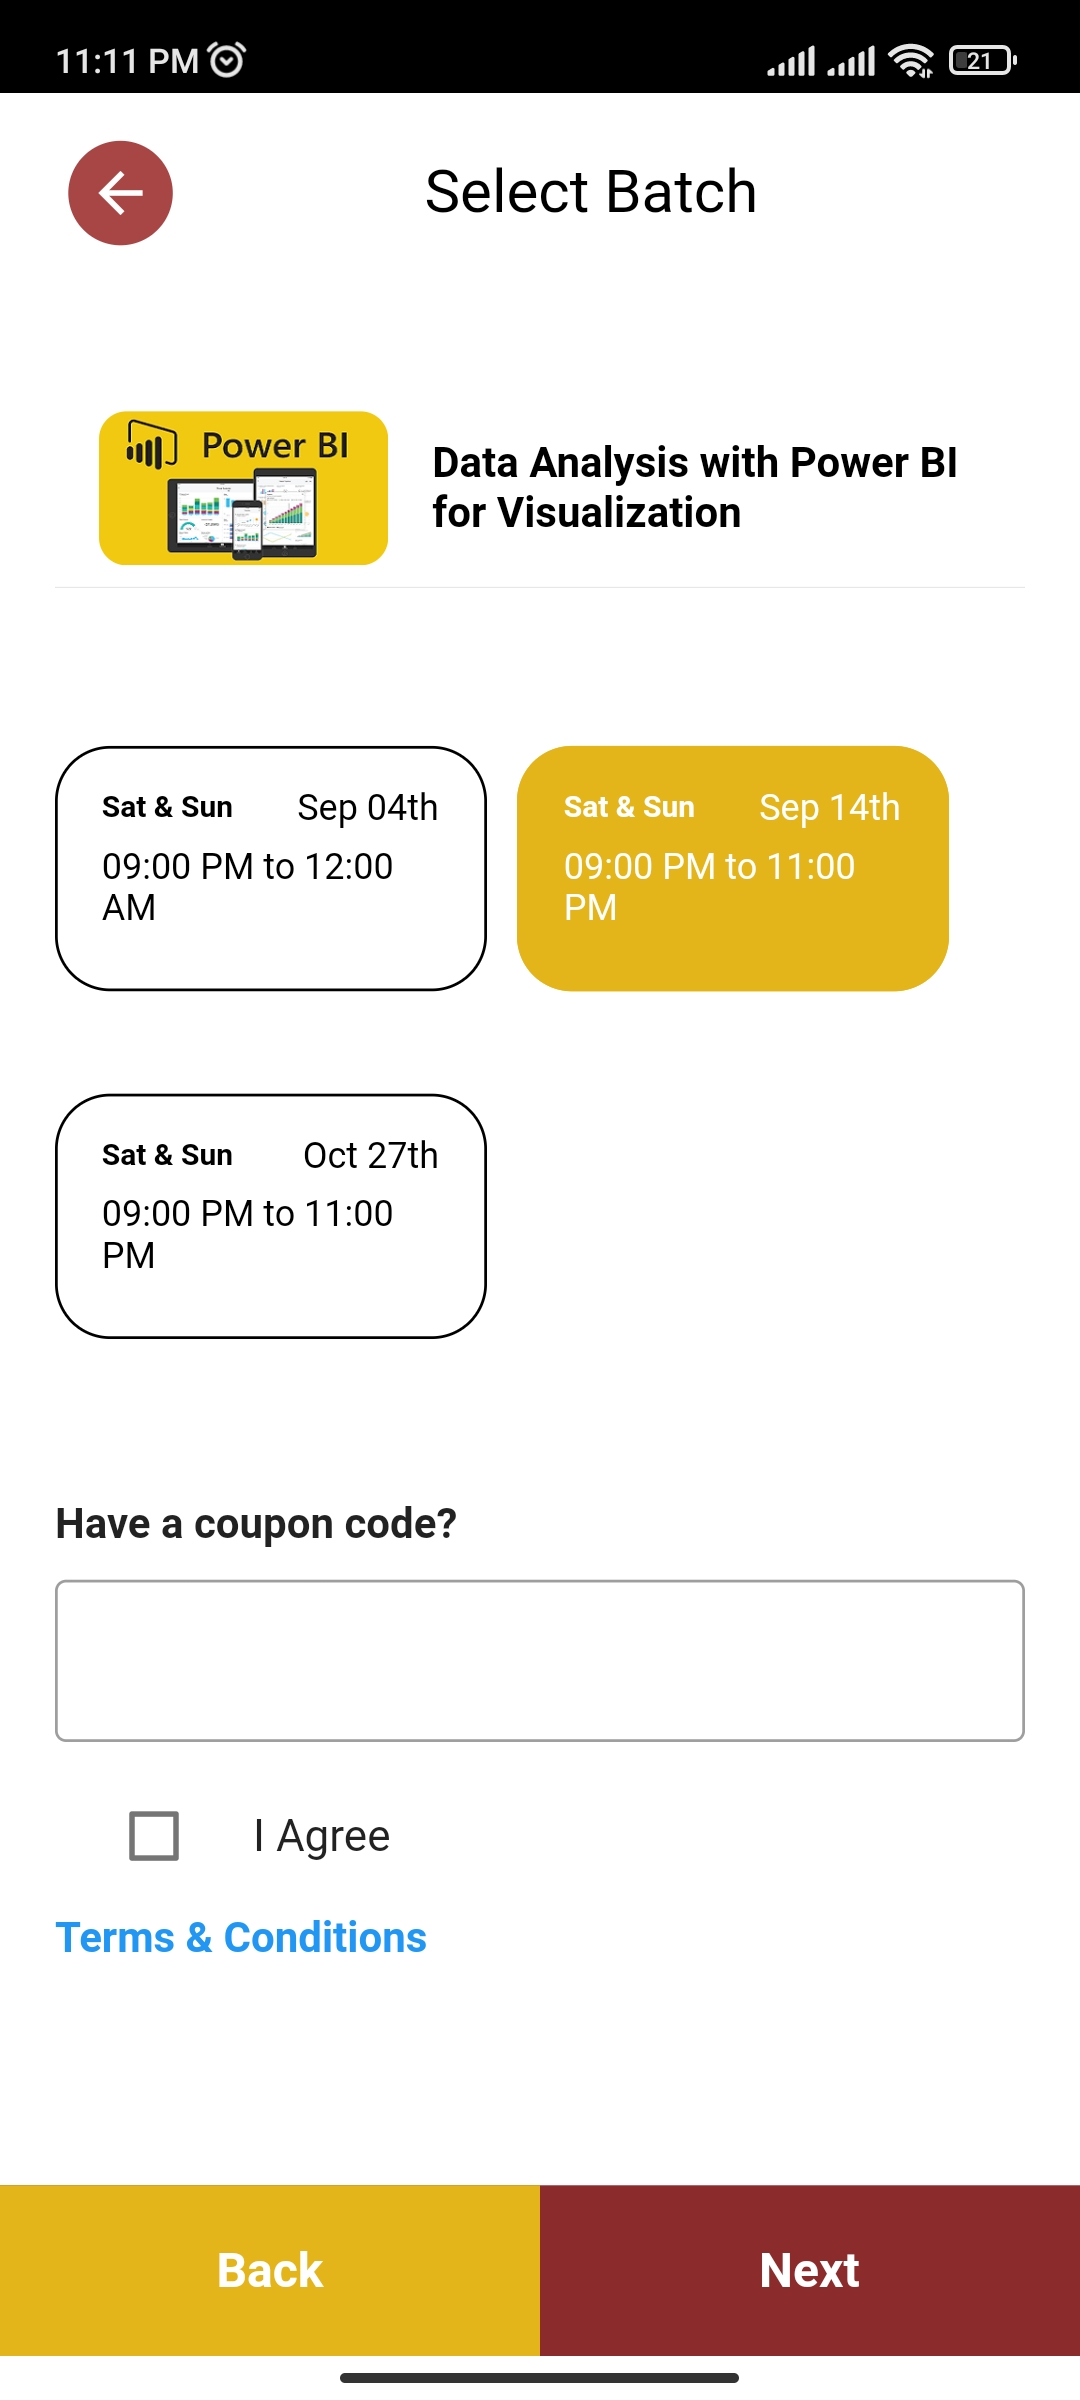 11:11 PM
21
Select Batch
Power BI
Data Analysis with Power BI
for Visualization
Sat & Sun Sep 04th
09:00 PM to 12:00
AM
Sat & Sun Sep 14th
09:00 PM to 11:00
PM
Sat & Sun Oct 27th
09:00 PM to 11:00
PM
Have a coupon code?
I Agree
Terms & Conditions
Back Next